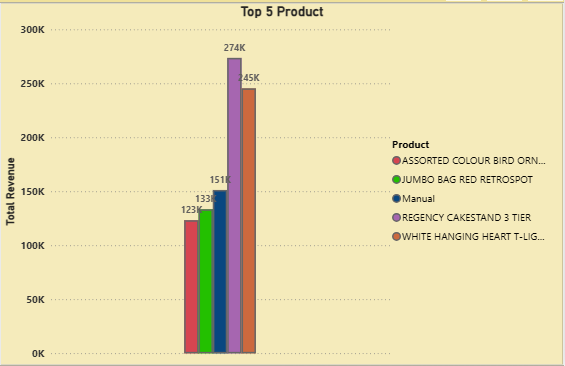 Top 5 Product
300K
250K
200K
150K
100K
50K
0K
Total Revenue
123K
133K
151K
274K
245K
Product
ASSORTED COLOUR BIRD ORN...
JUMBO BAG RED RETROSPOT
Manual
REGENCY CAKESTAND 3 TIER
WHITE HANGING HEART T-LIG...